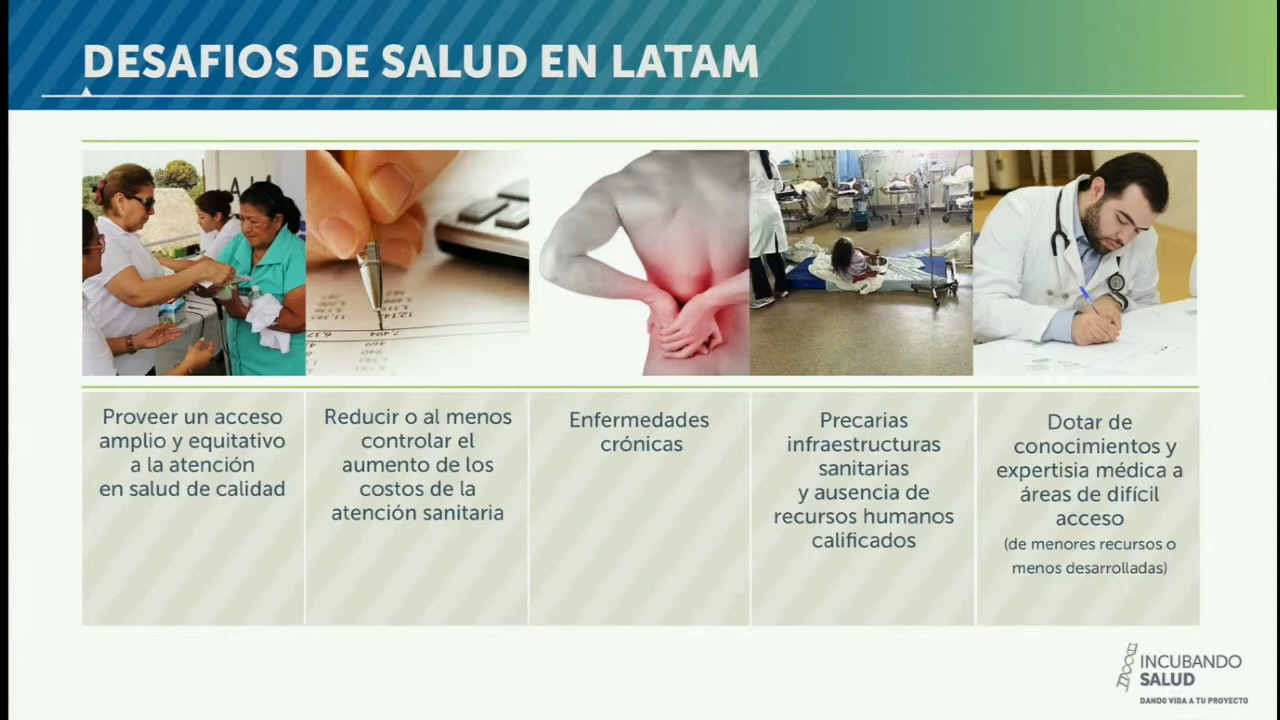 DESAFIOS DE SALUD EN LATAM
Proveer un acceso
amplio y equitativo
a la atención
en salud de calidad
Reducir o al menos
controlar el
aumento de los
costos de la
atención sanitaria
Enfermedades
crónicas
Precarias
infraestructuras
sanitarias
y ausencia de
recursos humanos
calificados
Dotar de
conocimientos y
expertisia médica a
áreas de difícil
acceso
(de menores recursos o
menos desarrolladas)
INCUBANDO
SALUD
DANDO VIDA A TU PROYECTO